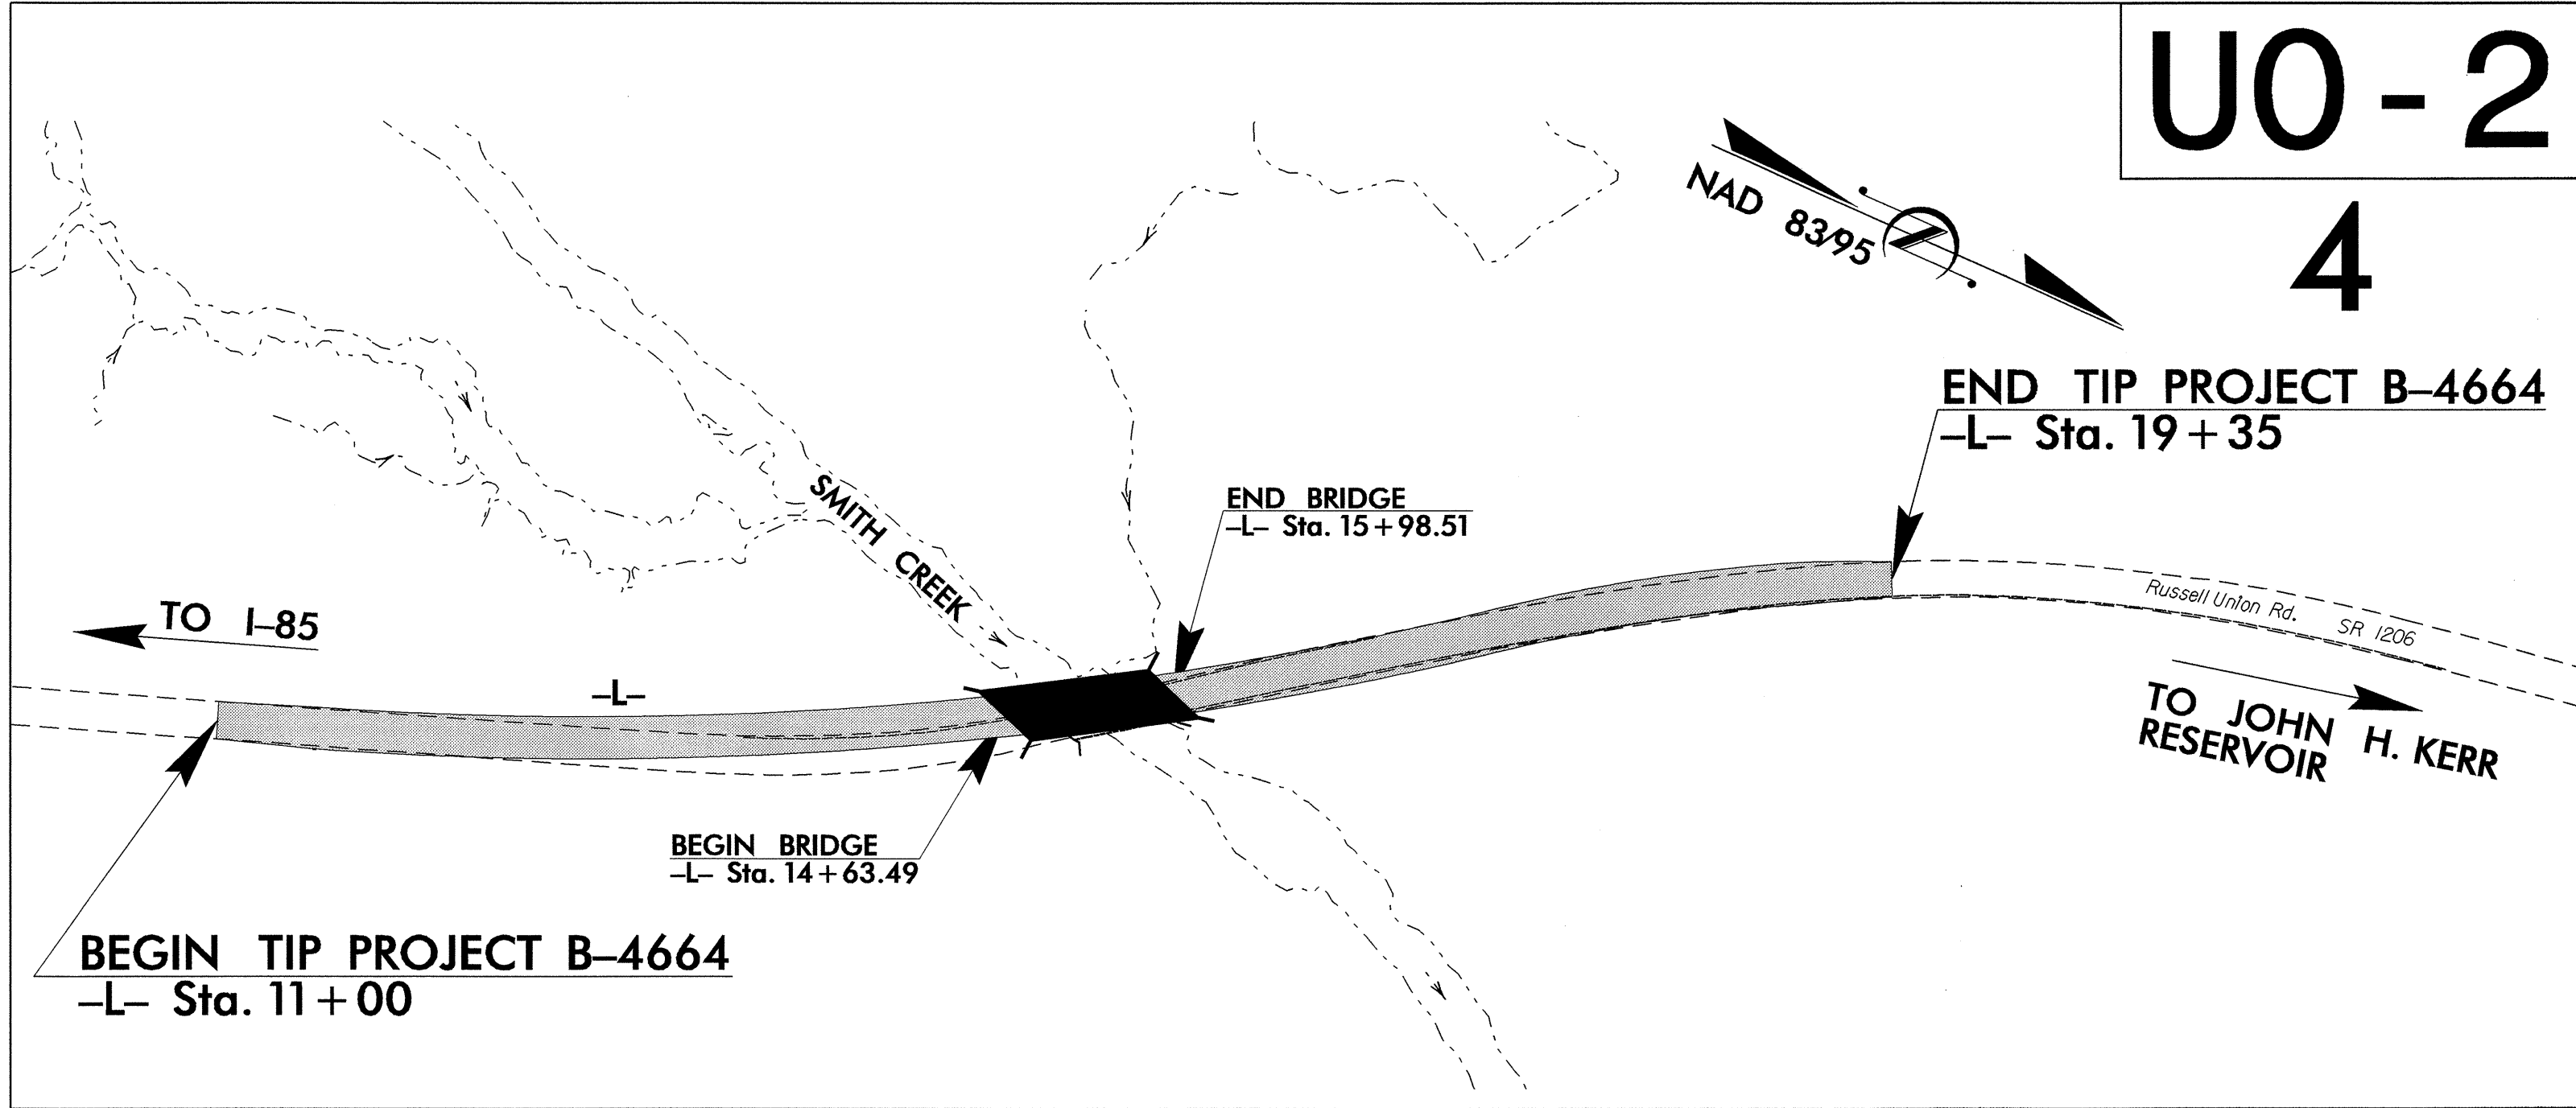 UO-2
4
NAD 83/95
END TIP PROJECT B–4664
–L– Sta. 19+35
SMITH CREEK
END BRIDGE
–L– Sta. 15+98.51
TO I–85
–L–
Russell Union Rd. SR 1206
TO JOHN H. KERR
RESERVOIR
BEGIN BRIDGE
–L– Sta. 14+63.49
BEGIN TIP PROJECT B–4664
–L– Sta. 11+00